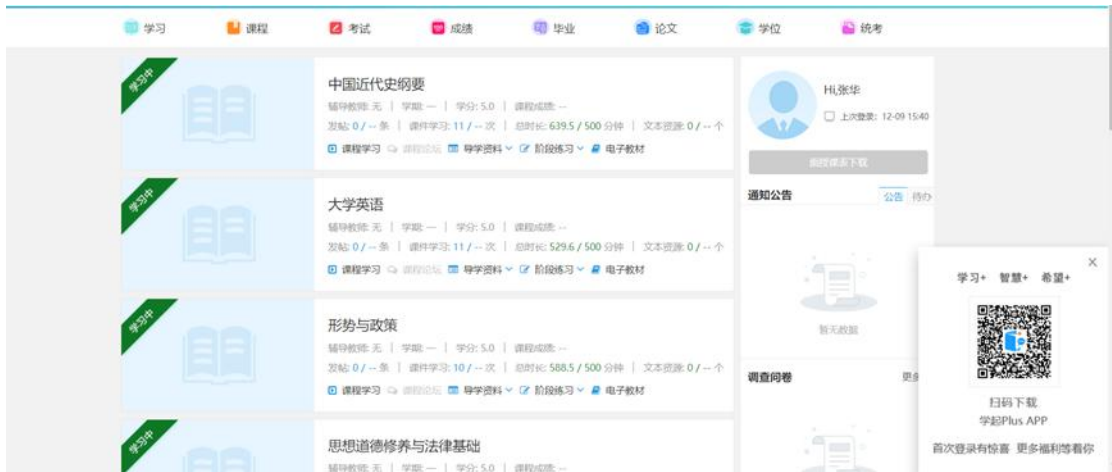 学习 课程 考试 成绩 毕业 论文 学位 统考
学习中
中国近代史纲要
辅导教师: 无 | 学期: — | 学分: 5.0 | 课程成绩: --
发帖: 0 / -- 条 | 课件学习: 11 / -- 次 | 总时长: 639.5 / 500 分钟 | 文本资源: 0 / -- 个
课程学习 课程论坛 导学资料 阶段练习 电子教材
学习中
大学英语
辅导教师: 无 | 学期: — | 学分: 5.0 | 课程成绩: --
发帖: 0 / -- 条 | 课件学习: 11 / -- 次 | 总时长: 529.6 / 500 分钟 | 文本资源: 0 / -- 个
课程学习 课程论坛 导学资料 阶段练习 电子教材
学习中
形势与政策
辅导教师: 无 | 学期: — | 学分: 5.0 | 课程成绩: --
发帖: 0 / -- 条 | 课件学习: 10 / -- 次 | 总时长: 588.5 / 500 分钟 | 文本资源: 0 / -- 个
课程学习 课程论坛 导学资料 阶段练习 电子教材
学习中
思想道德修养与法律基础
辅导教师: 无 | 学期: — | 学分: 5.0 | 课程成绩: --
Hi,张华
上次登录: 12-09 15:40
面授课表下载
通知公告 公告 待办
暂无数据
调查问卷 更多
学习+ 智慧+ 希望+
扫码下载
学起Plus APP
首次登录有惊喜 更多福利等着你